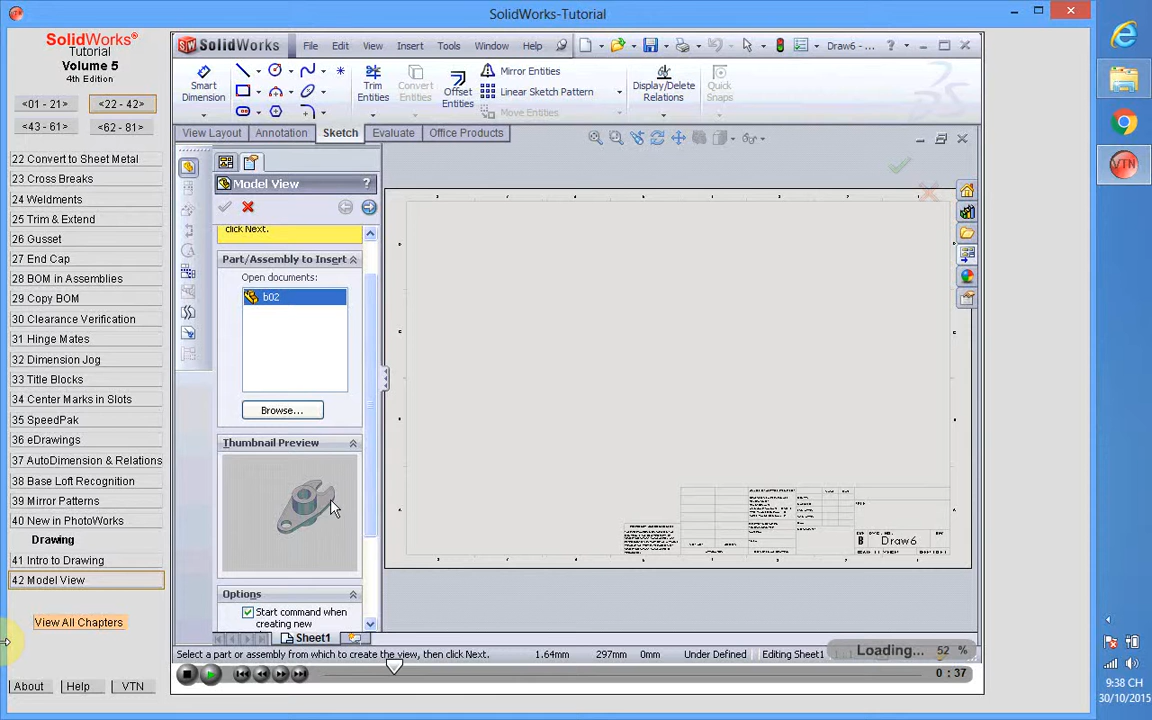 SolidWorks-Tutorial
SolidWorks®
Tutorial
Volume 5
4th Edition
<01 - 21>
<22 - 42>
<43 - 61>
<62 - 81>
22 Convert to Sheet Metal
23 Cross Breaks
24 Weldments
25 Trim & Extend
26 Gusset
27 End Cap
28 BOM in Assemblies
29 Copy BOM
30 Clearance Verification
31 Hinge Mates
32 Dimension Jog
33 Title Blocks
34 Center Marks in Slots
35 SpeedPak
36 eDrawings
37 AutoDimension & Relations
38 Base Loft Recognition
39 Mirror Patterns
40 New in PhotoWorks
Drawing
41 Intro to Drawing
42 Model View
View All Chapters
About
Help
VTN
SolidWorks
File
Edit
View
Insert
Tools
Window
Help
Draw6 - ...
Smart
Dimension
Trim
Entities
Convert
Entities
Offset
Entities
Mirror Entities
Linear Sketch Pattern
Move Entities
Display/Delete
Relations
Quick
Snaps
View Layout
Annotation
Sketch
Evaluate
Office Products
Model View
?
click Next.
Part/Assembly to Insert
Open documents:
b02
Browse...
Thumbnail Preview
Options
Start command when
creating new
Sheet1
B
Draw6
Select a part or assembly from which to create the view, then click Next.
1.64mm
297mm
0mm
Under Defined
Editing Sheet1
Loading... 52 %
0 : 37
VTN
9:38 CH
30/10/2015